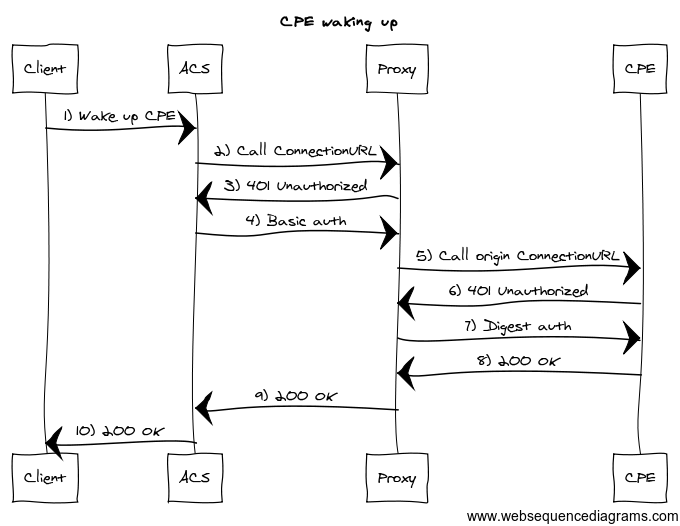 CPE waking up
Client ACS Proxy CPE
1) Wake up CPE
2) Call ConnectionURL
3) 401 Unauthorized
4) Basic auth
5) Call origin ConnectionURL
6) 401 Unauthorized
7) Digest auth
8) 200 OK
9) 200 OK
10) 200 OK
Client ACS Proxy CPE
www.websequencediagrams.com